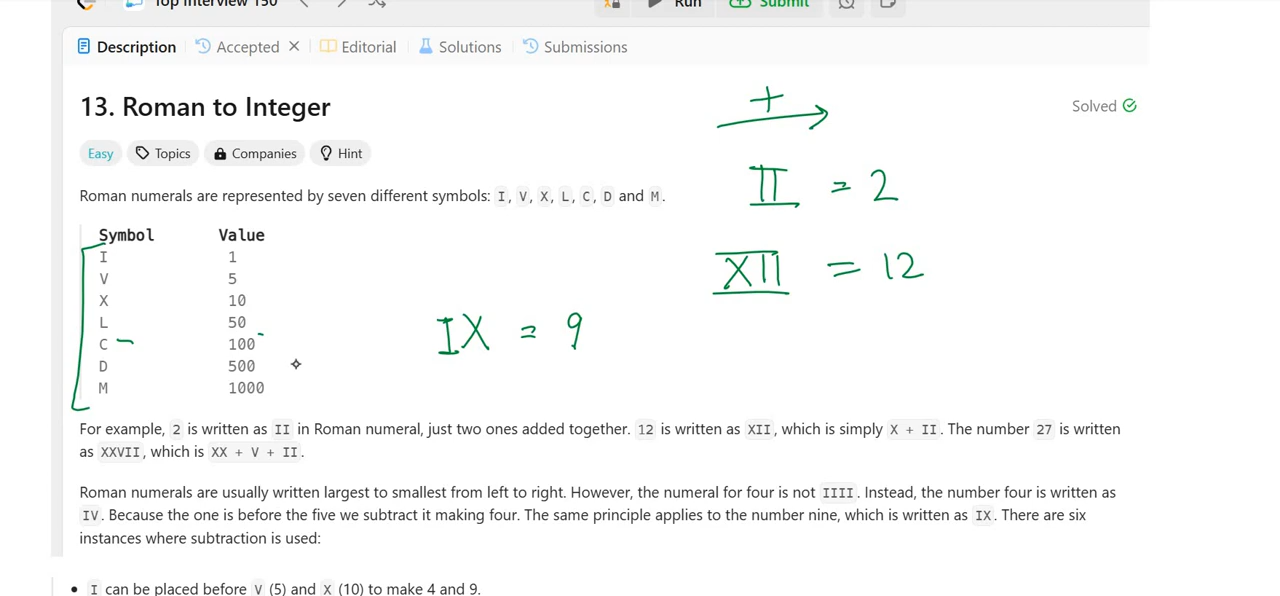 Top Interview 150 Run Submit
Description Accepted × Editorial Solutions Submissions
13. Roman to Integer
Solved
Easy Topics Companies Hint
Roman numerals are represented by seven different symbols: I, V, X, L, C, D and M.
Symbol Value
I 1
V 5
X 10
L 50
C 100
D 500
M 1000
+
II = 2
XII = 12
IX = 9
For example, 2 is written as II in Roman numeral, just two ones added together. 12 is written as XII, which is simply X + II. The number 27 is written
as XXVII, which is XX + V + II.
Roman numerals are usually written largest to smallest from left to right. However, the numeral for four is not IIII. Instead, the number four is written as
IV. Because the one is before the five we subtract it making four. The same principle applies to the number nine, which is written as IX. There are six
instances where subtraction is used:
• I can be placed before V (5) and X (10) to make 4 and 9.